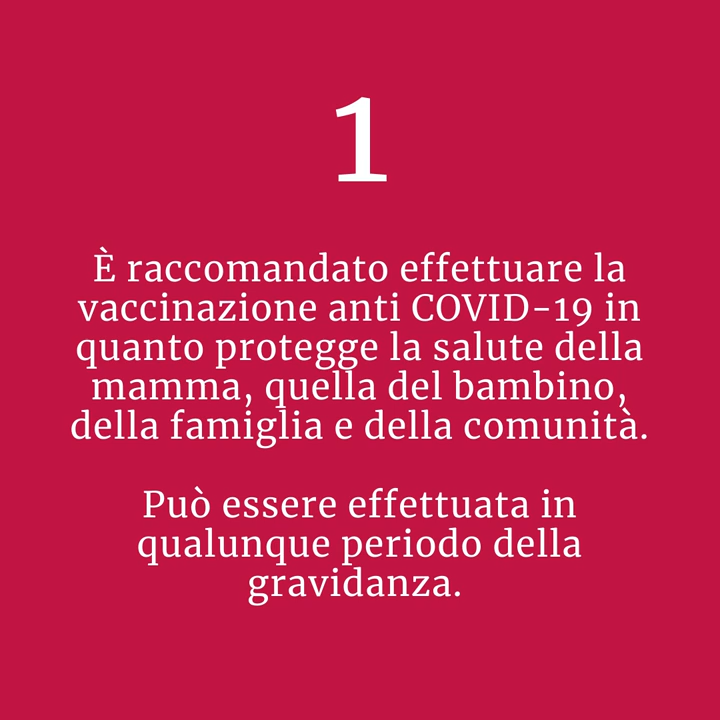 1
È raccomandato effettuare la
vaccinazione anti COVID-19 in
quanto protegge la salute della
mamma, quella del bambino,
della famiglia e della comunità.
Può essere effettuata in
qualunque periodo della
gravidanza.